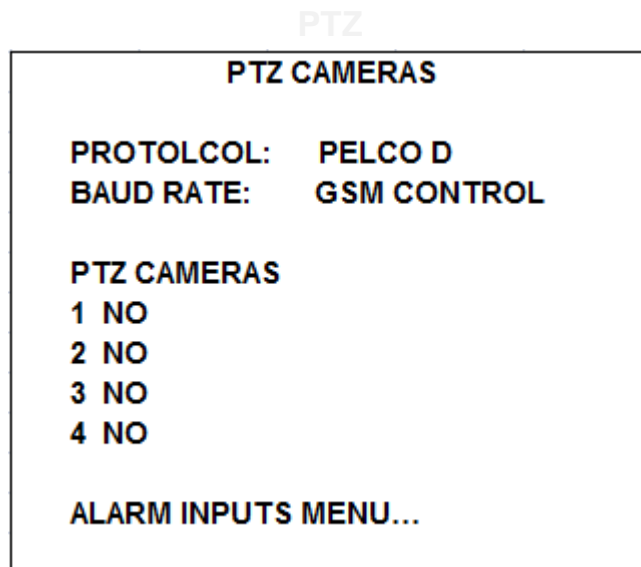 PTZ
PTZ CAMERAS
PROTOLCOL: PELCO D
BAUD RATE: GSM CONTROL
PTZ CAMERAS
1 NO
2 NO
3 NO
4 NO
ALARM INPUTS MENU...